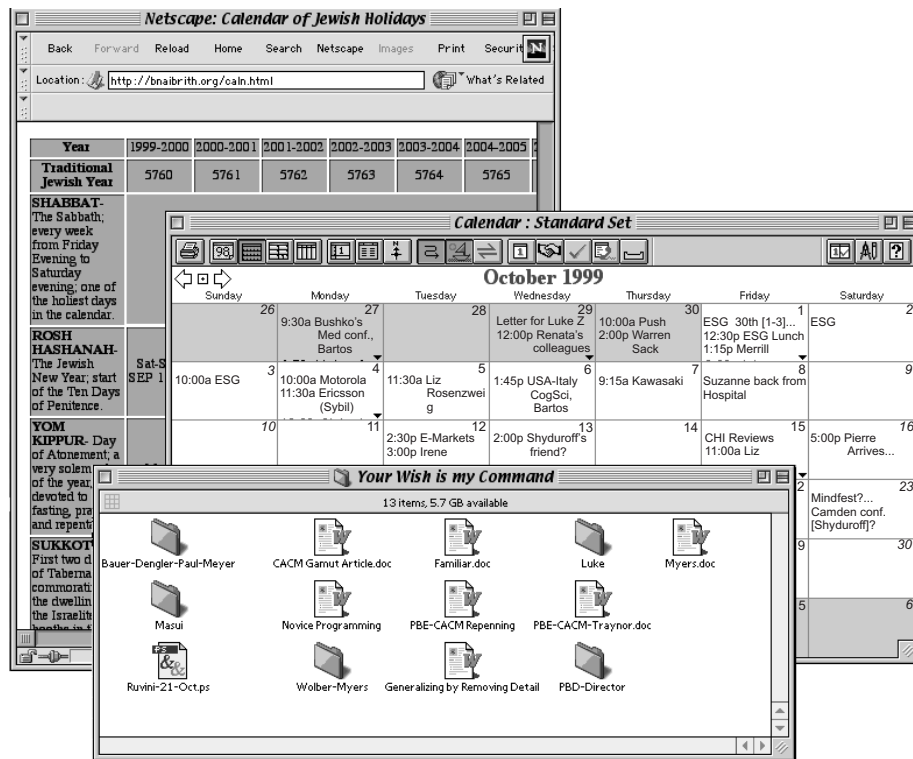 Netscape: Calendar of Jewish Holidays
Back Forward Reload Home Search Netscape Images Print Securit N
Location: http://bnaibrith.org/caln.html What's Related
Year 1999-2000 2000-2001 2001-2002 2002-2003 2003-2004 2004-2005
Traditional Jewish Year 5760 5761 5762 5763 5764 5765
SHABBAT-
The Sabbath;
every week
from Friday
Evening to
Saturday
evening; one of
the holiest days
in the calendar.
ROSH
HASHANAH-
The Jewish
New Year; start
of the Ten Days
of Penitence.
Sat-S
SEP 1
YOM
KIPPUR- Day
of Atonement; a
very solem
of the year,
devoted to
fasting, pra
and repent
SUKKOT
First two d
of Taberna
commorati
the dwellin
the Israelit
Calendar : Standard Set
October 1999
Sunday Monday Tuesday Wednesday Thursday Friday Saturday
26 27 28 29 30 1 2
9:30a Bushko's
Med conf.,
Bartos
Letter for Luke Z
12:00p Renata's
colleagues
10:00a Push
2:00p Warren
Sack
ESG 30th [1-3]...
12:30p ESG Lunch
1:15p Merrill
ESG
3 4 5 6 7 8 9
10:00a ESG
10:00a Motorola
11:30a Ericsson
(Sybil)
11:30a Liz
Rosenzwei
g
1:45p USA-Italy
CogSci,
Bartos
9:15a Kawasaki
Suzanne back from
Hospital
10 11 12 13 14 15 16
2:30p E-Markets
3:00p Irene
2:00p Shyduroff's
friend?
CHI Reviews
11:00a Liz
5:00p Pierre
Arrives...
2 23
Mindfest?...
Camden conf.
[Shyduroff]?
9 30
5 6
Your Wish is my Command
13 items, 5.7 GB available
Bauer-Dengler-Paul-Meyer CACM Gamut Article.doc Familiar.doc Luke Myers.doc
Masui Novice Programming PBE-CACM Repenning PBE-CACM-Traynor.doc
Ruvini-21-Oct.ps Wolber-Myers Generalizing by Removing Detail PBD-Director